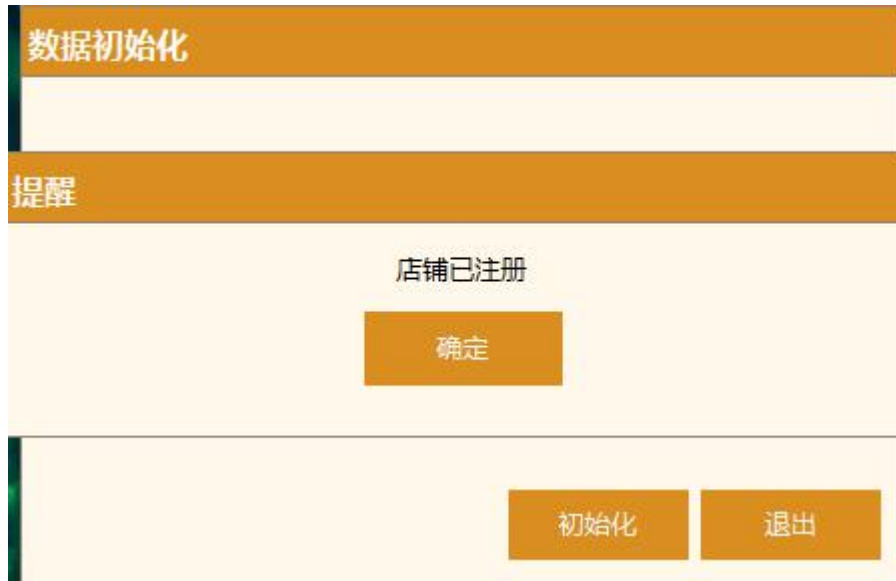 数据初始化
提醒
店铺已注册
确定
初始化
退出